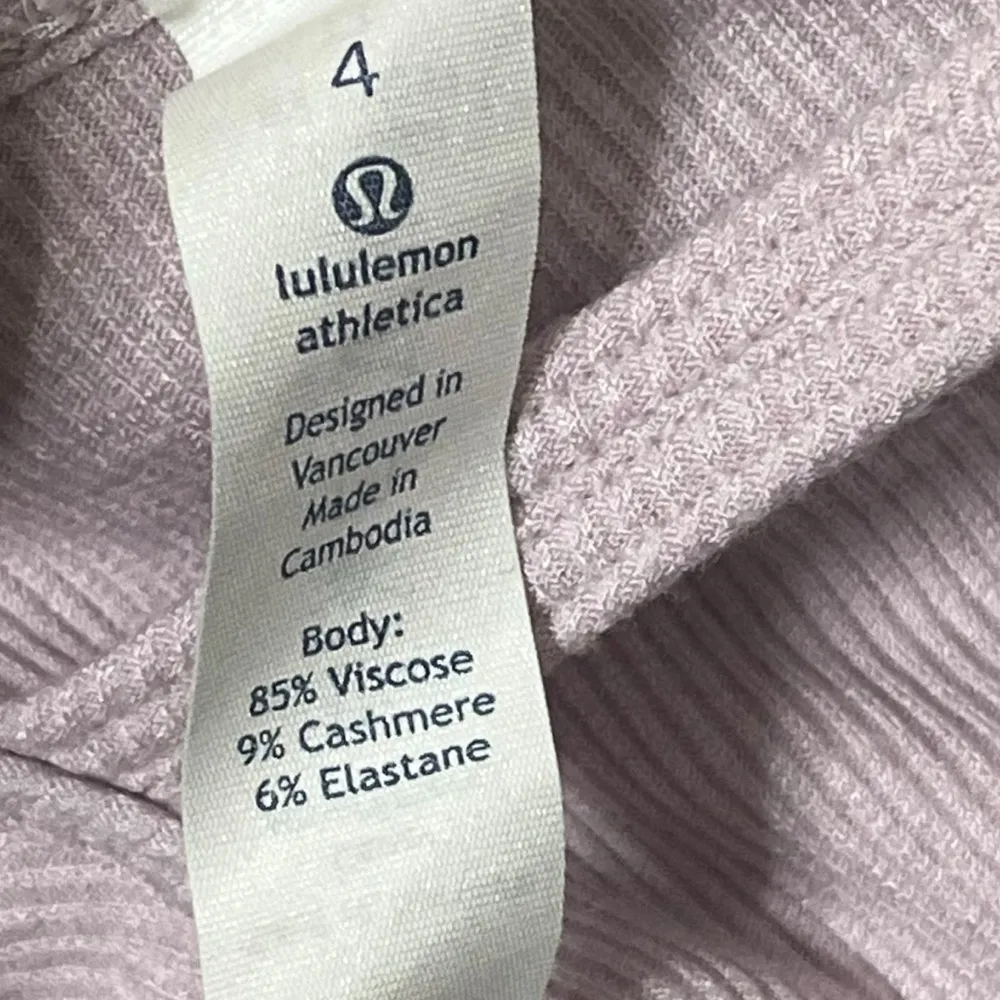 4
lululemon
athletica
Designed in
Vancouver
Made in
Cambodia
Body:
85% Viscose
9% Cashmere
6% Elastane